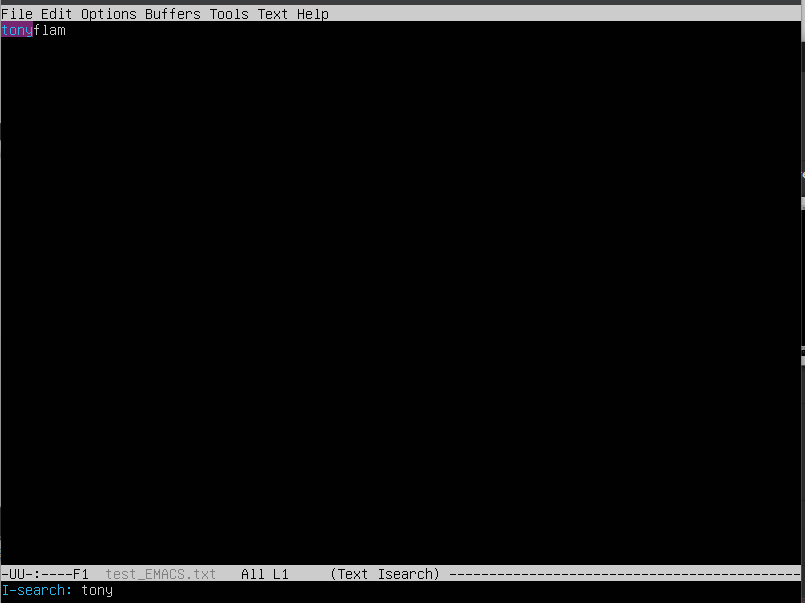 File Edit Options Buffers Tools Text Help
tonyflam
-UU-:----F1  test_EMACS.txt   All L1     (Text Isearch) --------------------------------------------
I-search: tony